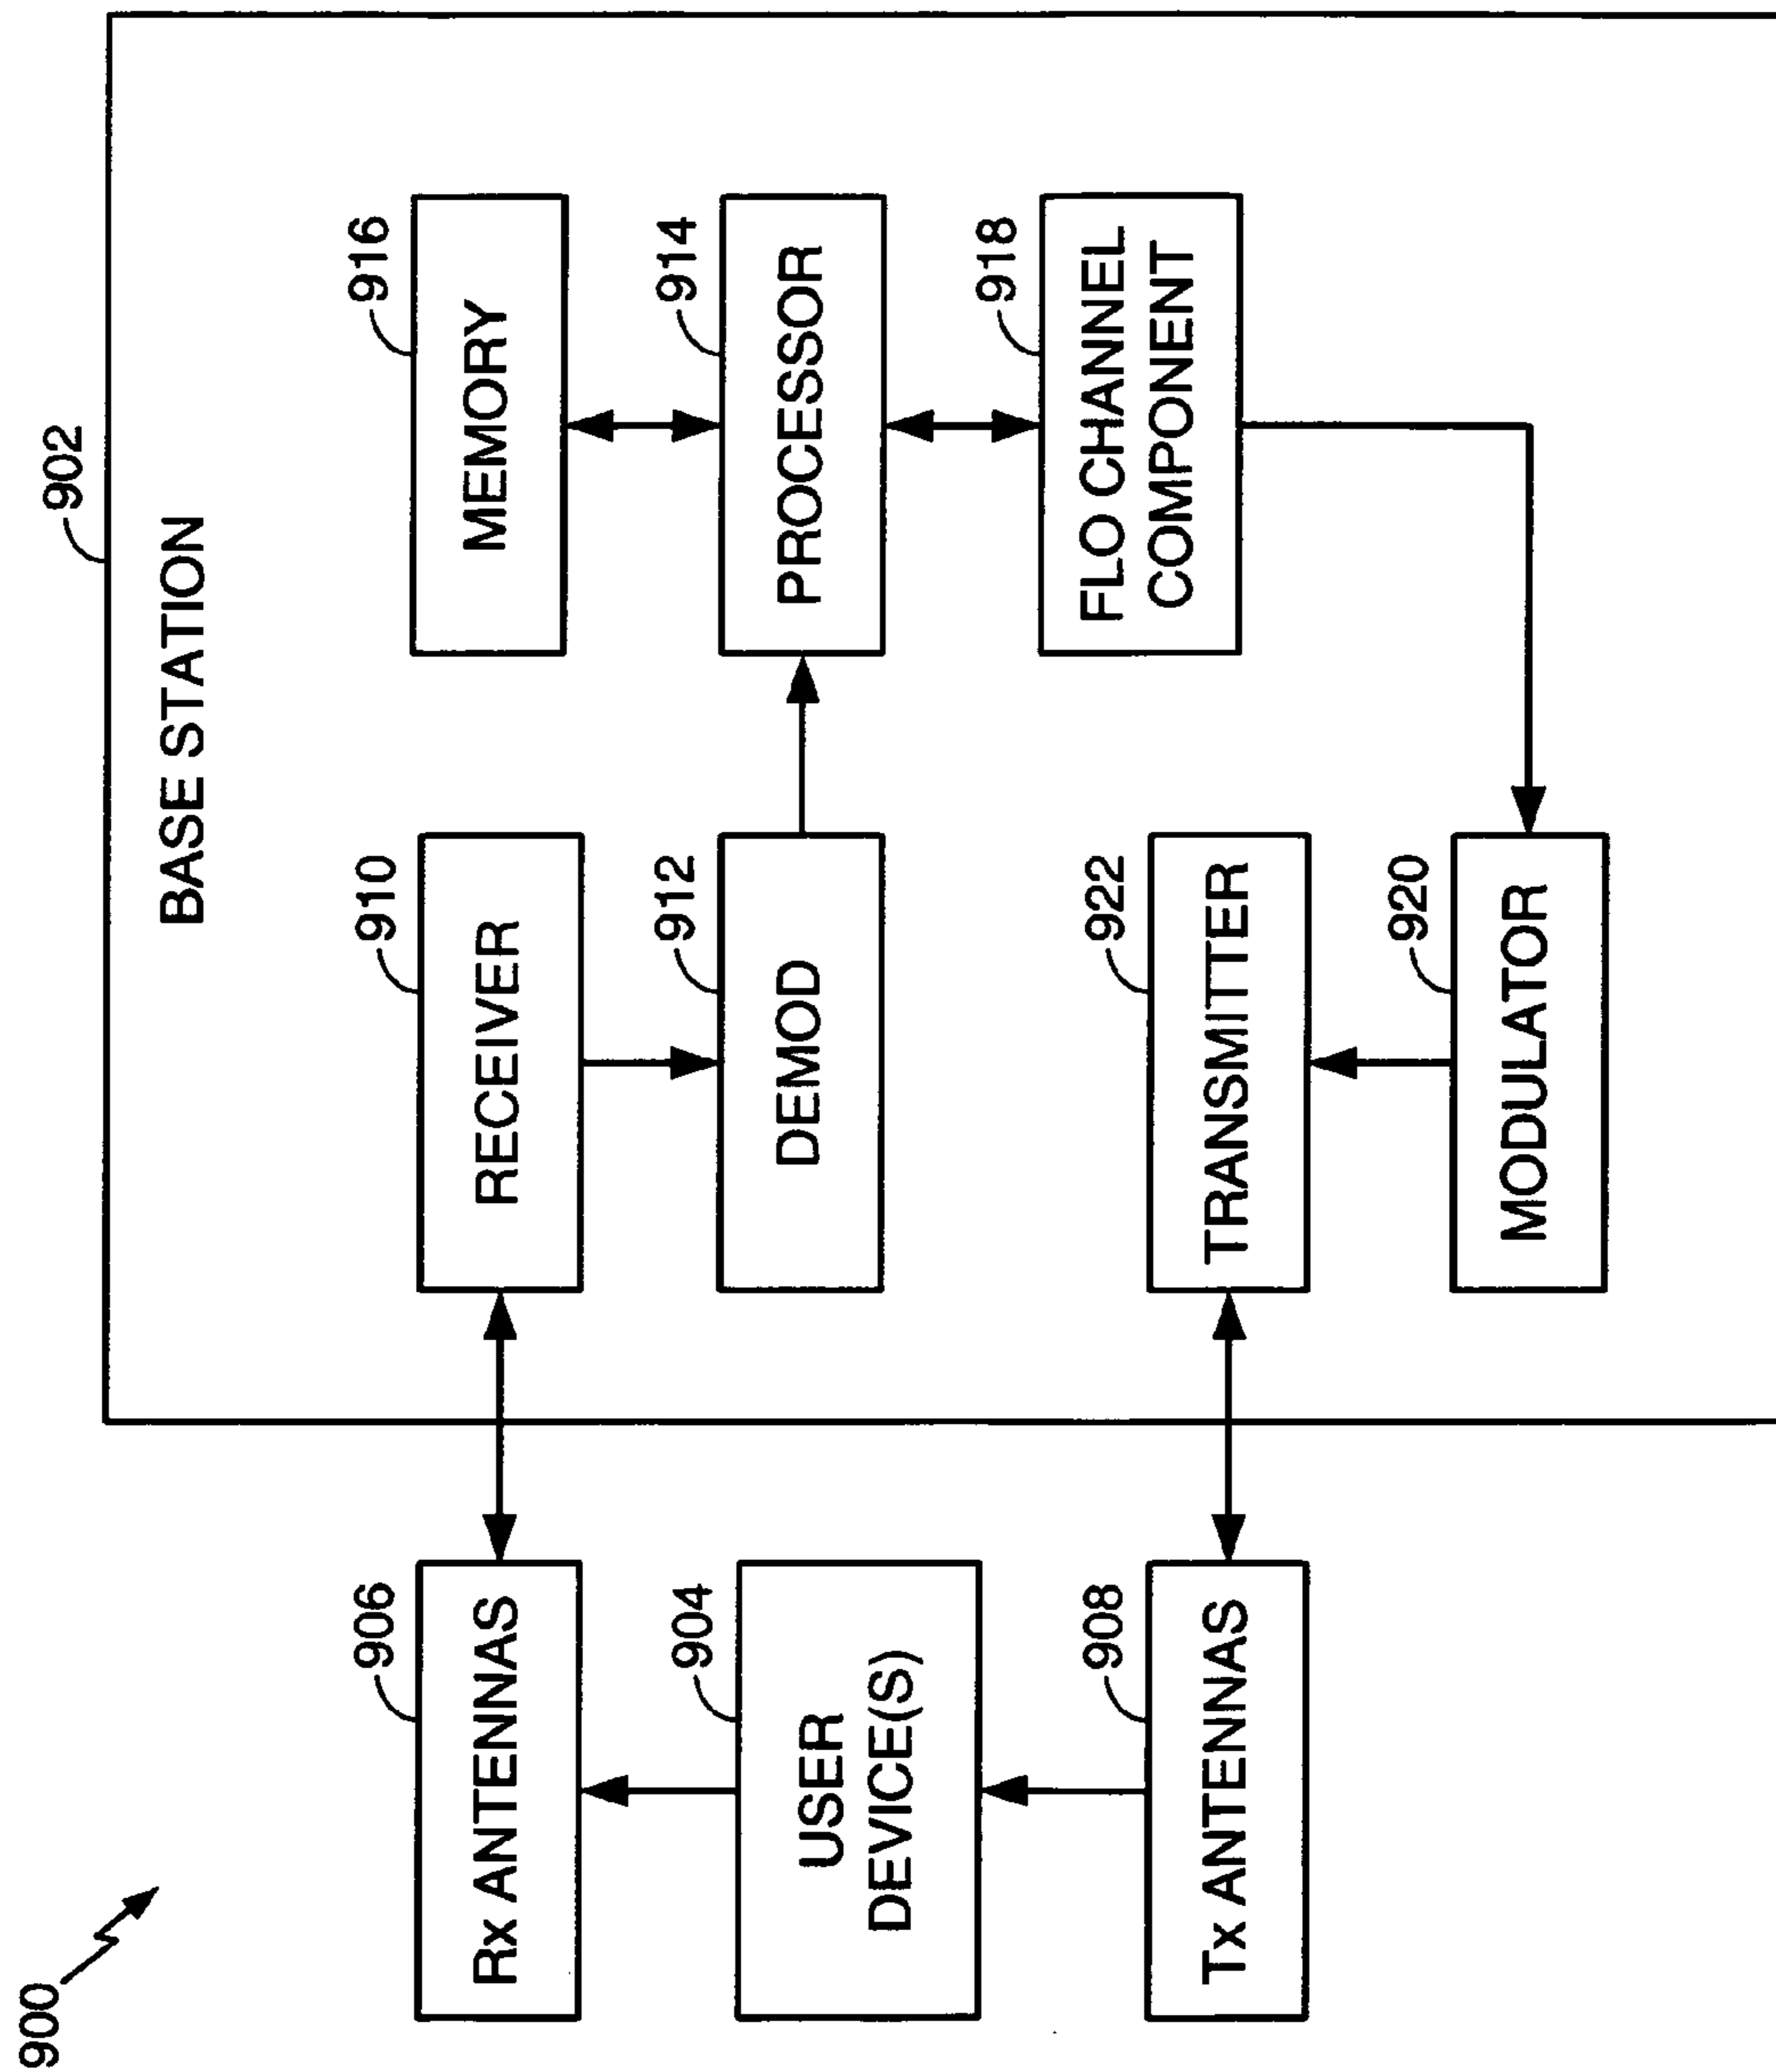 900
902
BASE STATION
906
Rx ANTENNAS
910
RECEIVER
916
MEMORY
904
USER
DEVICE(S)
912
DEMOD
914
PROCESSOR
908
Tx ANTENNAS
922
TRANSMITTER
918
FLO CHANNEL
COMPONENT
920
MODULATOR